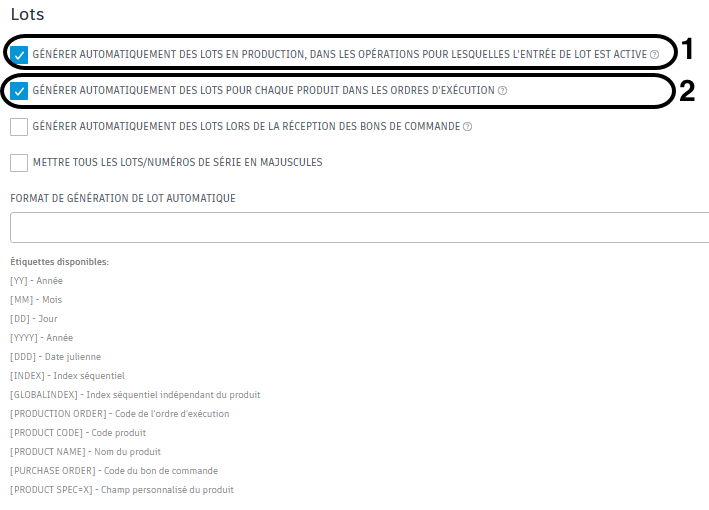 Lots
GÉNÉRER AUTOMATIQUEMENT DES LOTS EN PRODUCTION, DANS LES OPÉRATIONS POUR LESQUELLES L'ENTRÉE DE LOT EST ACTIVE ? 1
GÉNÉRER AUTOMATIQUEMENT DES LOTS POUR CHAQUE PRODUIT DANS LES ORDRES D'EXÉCUTION ? 2
GÉNÉRER AUTOMATIQUEMENT DES LOTS LORS DE LA RÉCEPTION DES BONS DE COMMANDE ?
METTRE TOUS LES LOTS/NUMÉROS DE SÉRIE EN MAJUSCULES
FORMAT DE GÉNÉRATION DE LOT AUTOMATIQUE
Étiquettes disponibles:
[YY] - Année
[MM] - Mois
[DD] - Jour
[YYYY] - Année
[DDD] - Date julienne
[INDEX] - Index séquentiel
[GLOBALINDEX] - Index séquentiel indépendant du produit
[PRODUCTION ORDER] - Code de l'ordre d'exécution
[PRODUCT CODE] - Code produit
[PRODUCT NAME] - Nom du produit
[PURCHASE ORDER] - Code du bon de commande
[PRODUCT SPEC=X] - Champ personnalisé du produit